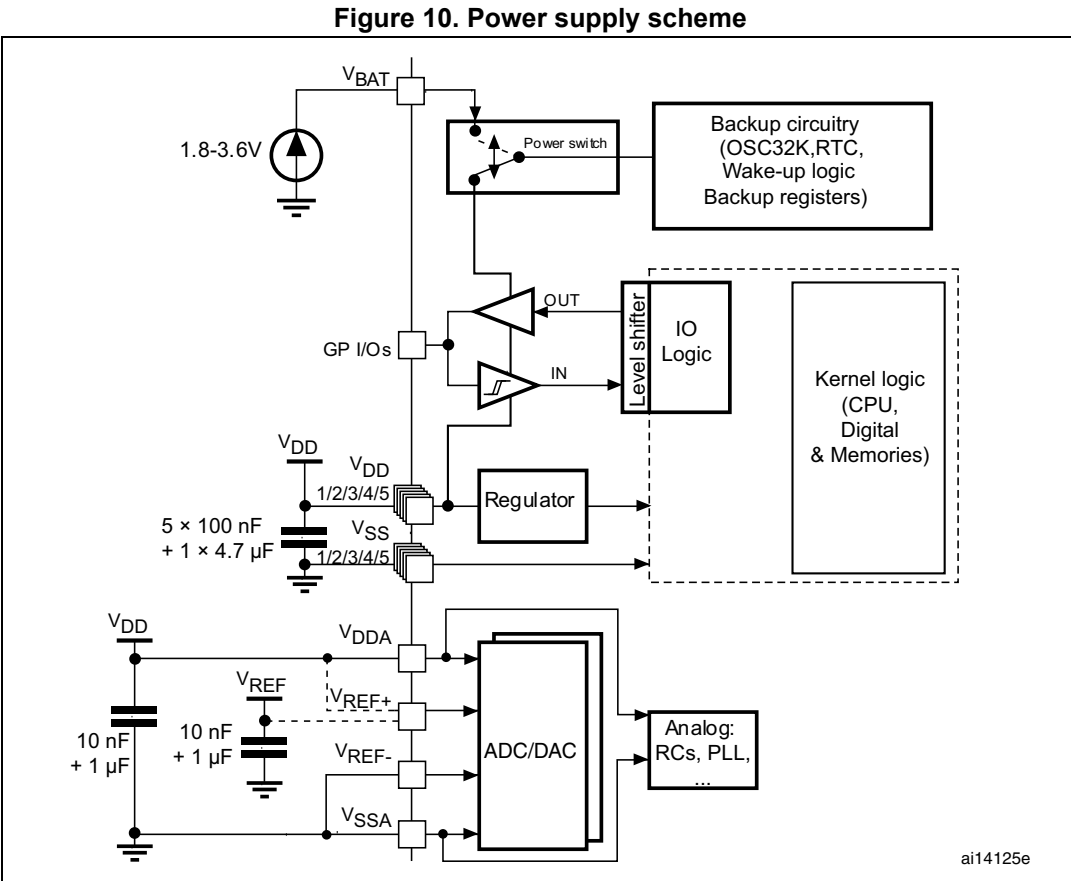 Figure 10. Power supply scheme
VBAT
1.8-3.6V
Power switch
Backup circuitry
(OSC32K,RTC,
Wake-up logic
Backup registers)
GP I/Os
OUT
IN
Level shifter
IO
Logic
Kernel logic
(CPU,
Digital
& Memories)
VDD
VDD
1/2/3/4/5
Regulator
5 × 100 nF
+ 1 × 4.7 µF
VSS
1/2/3/4/5
VDD
VDDA
VREF
VREF+
10 nF
+ 1 µF
10 nF
+ 1 µF
VREF-
VSSA
ADC/DAC
Analog:
RCs, PLL,
...
ai14125e